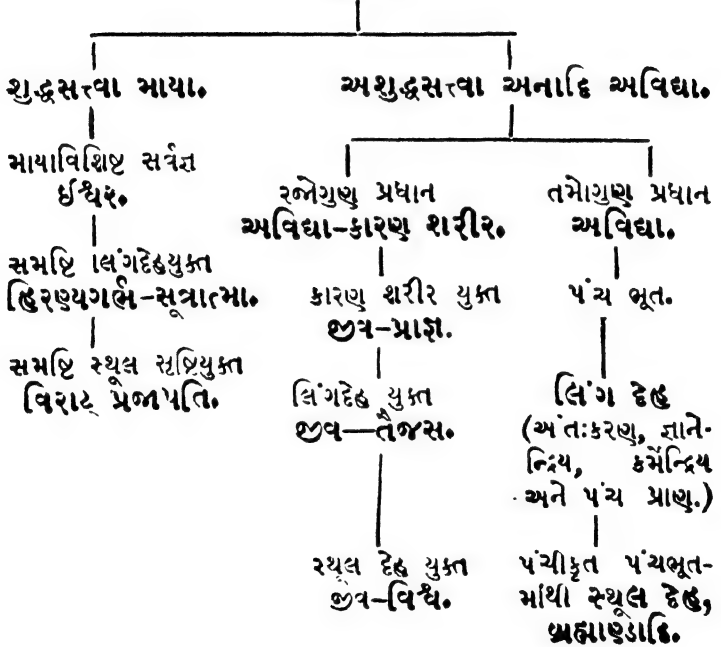 શુદ્ધસત્ત્વા માયા.
અશુદ્ધસત્ત્વા અનાદિ અવિદ્યા.
માયાવિશિષ્ટ સર્વજ્ઞ
ઈશ્વર.
રજોગુણ પ્રધાન
અવિદ્યા-કારણ શરીર.
તમોગુણ પ્રધાન
અવિદ્યા.
સમષ્ટિ લિંગદેહયુક્ત
હિરણ્યગર્ભ-સૂત્રાત્મા.
કારણ શરીર યુક્ત
જીવ-પ્રાજ્ઞ.
પંચ ભૂત.
સમષ્ટિ સ્થૂલ સૃષ્ટિયુક્ત
વિરાટ્ પ્રજાપતિ.
લિંગદેહ યુક્ત
જીવ—તૈજસ.
લિંગ દેહ
(અંતઃકરણ, જ્ઞાને-
ન્દ્રિય, કર્મેન્દ્રિય
અને પંચ પ્રાણ.)
સ્થૂલ દેહ યુક્ત
જીવ-વિશ્વ.
પંચીકૃત પંચભૂત-
માંથી સ્થૂલ દેહ,
બ્રહ્માણ્ડાદિ.